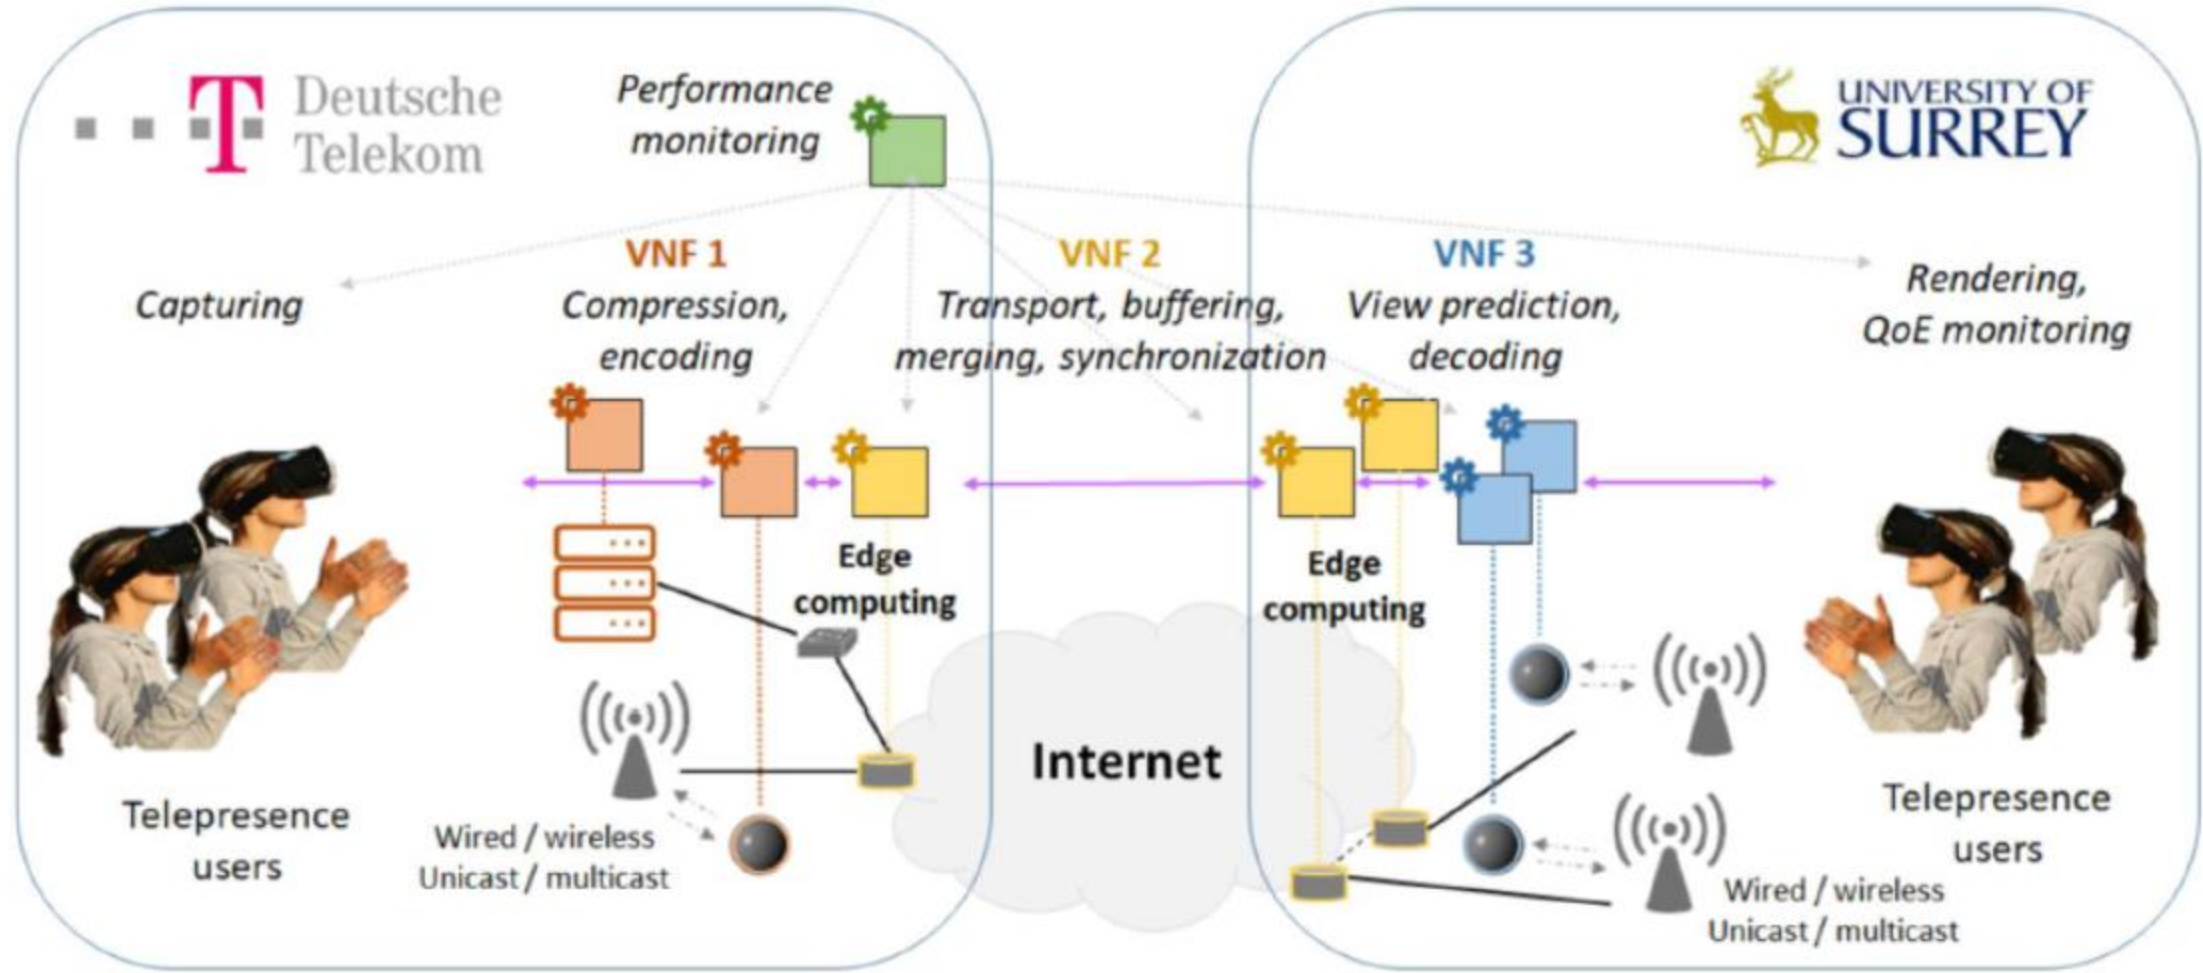 Deutsche
Telekom
Performance
monitoring
UNIVERSITY OF
SURREY
Capturing
VNF 1
Compression,
encoding
VNF 2
Transport, buffering,
merging, synchronization
VNF 3
View prediction,
decoding
Rendering,
QoE monitoring
Edge
computing
Edge
computing
Internet
Telepresence
users
Wired / wireless
Unicast / multicast
Telepresence
users
Wired / wireless
Unicast / multicast